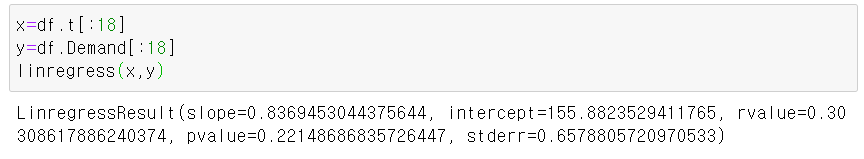 x=df.t[:18]
y=df.Demand[:18]
linregress(x,y)
LinregressResult(slope=0.8369453044375644, intercept=155.8823529411765, rvalue=0.30
308617886240374, pvalue=0.22148686835726447, stderr=0.6578805720970533)